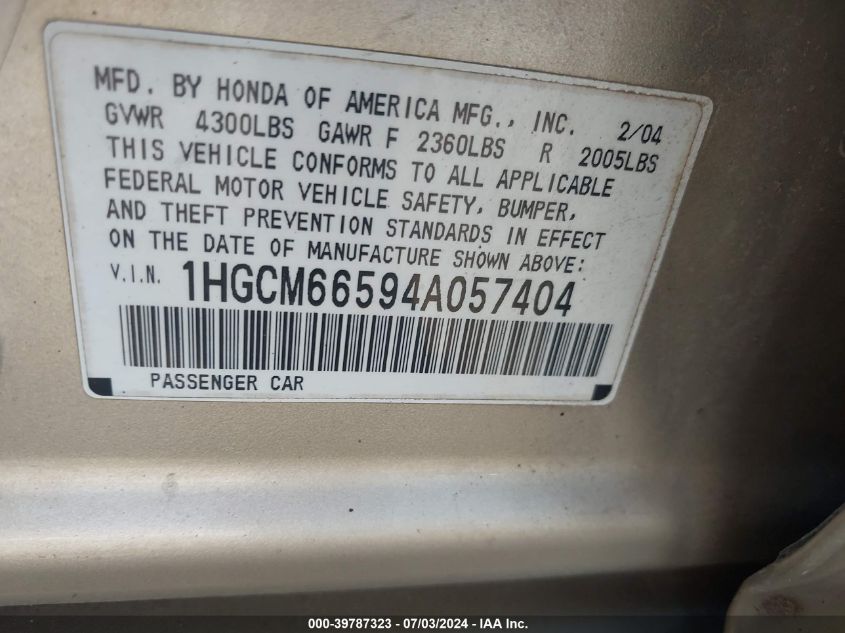 MFD. BY HONDA OF AMERICA MFG., INC. 2/04
GVWR 4300LBS GAWR F 2360LBS R 2005LBS
THIS VEHICLE CONFORMS TO ALL APPLICABLE
FEDERAL MOTOR VEHICLE SAFETY, BUMPER,
AND THEFT PREVENTION STANDARDS IN EFFECT
ON THE DATE OF MANUFACTURE SHOWN ABOVE:
V.I.N. 1HGCM66594A057404
PASSENGER CAR
000-39787323 - 07/03/2024 - IAA Inc.